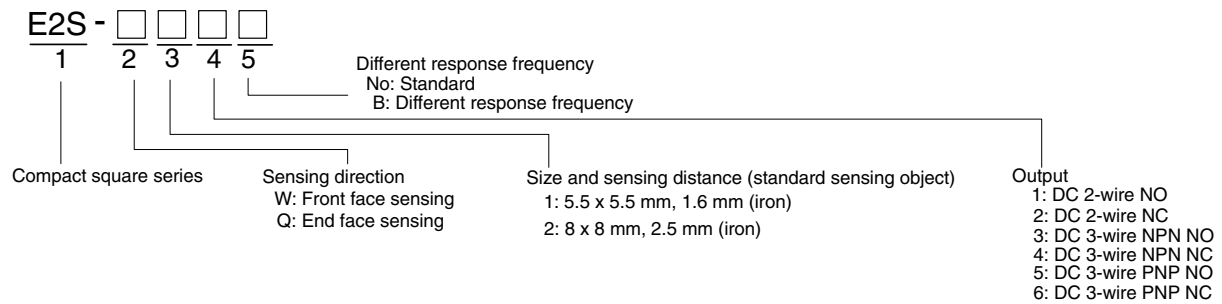 E2S - □ □ □ □
1 2 3 4 5
Different response frequency
No: Standard
B: Different response frequency
Compact square series
Sensing direction
W: Front face sensing
Q: End face sensing
Size and sensing distance (standard sensing object)
1: 5.5 x 5.5 mm, 1.6 mm (iron)
2: 8 x 8 mm, 2.5 mm (iron)
Output
1: DC 2-wire NO
2: DC 2-wire NC
3: DC 3-wire NPN NO
4: DC 3-wire NPN NC
5: DC 3-wire PNP NO
6: DC 3-wire PNP NC